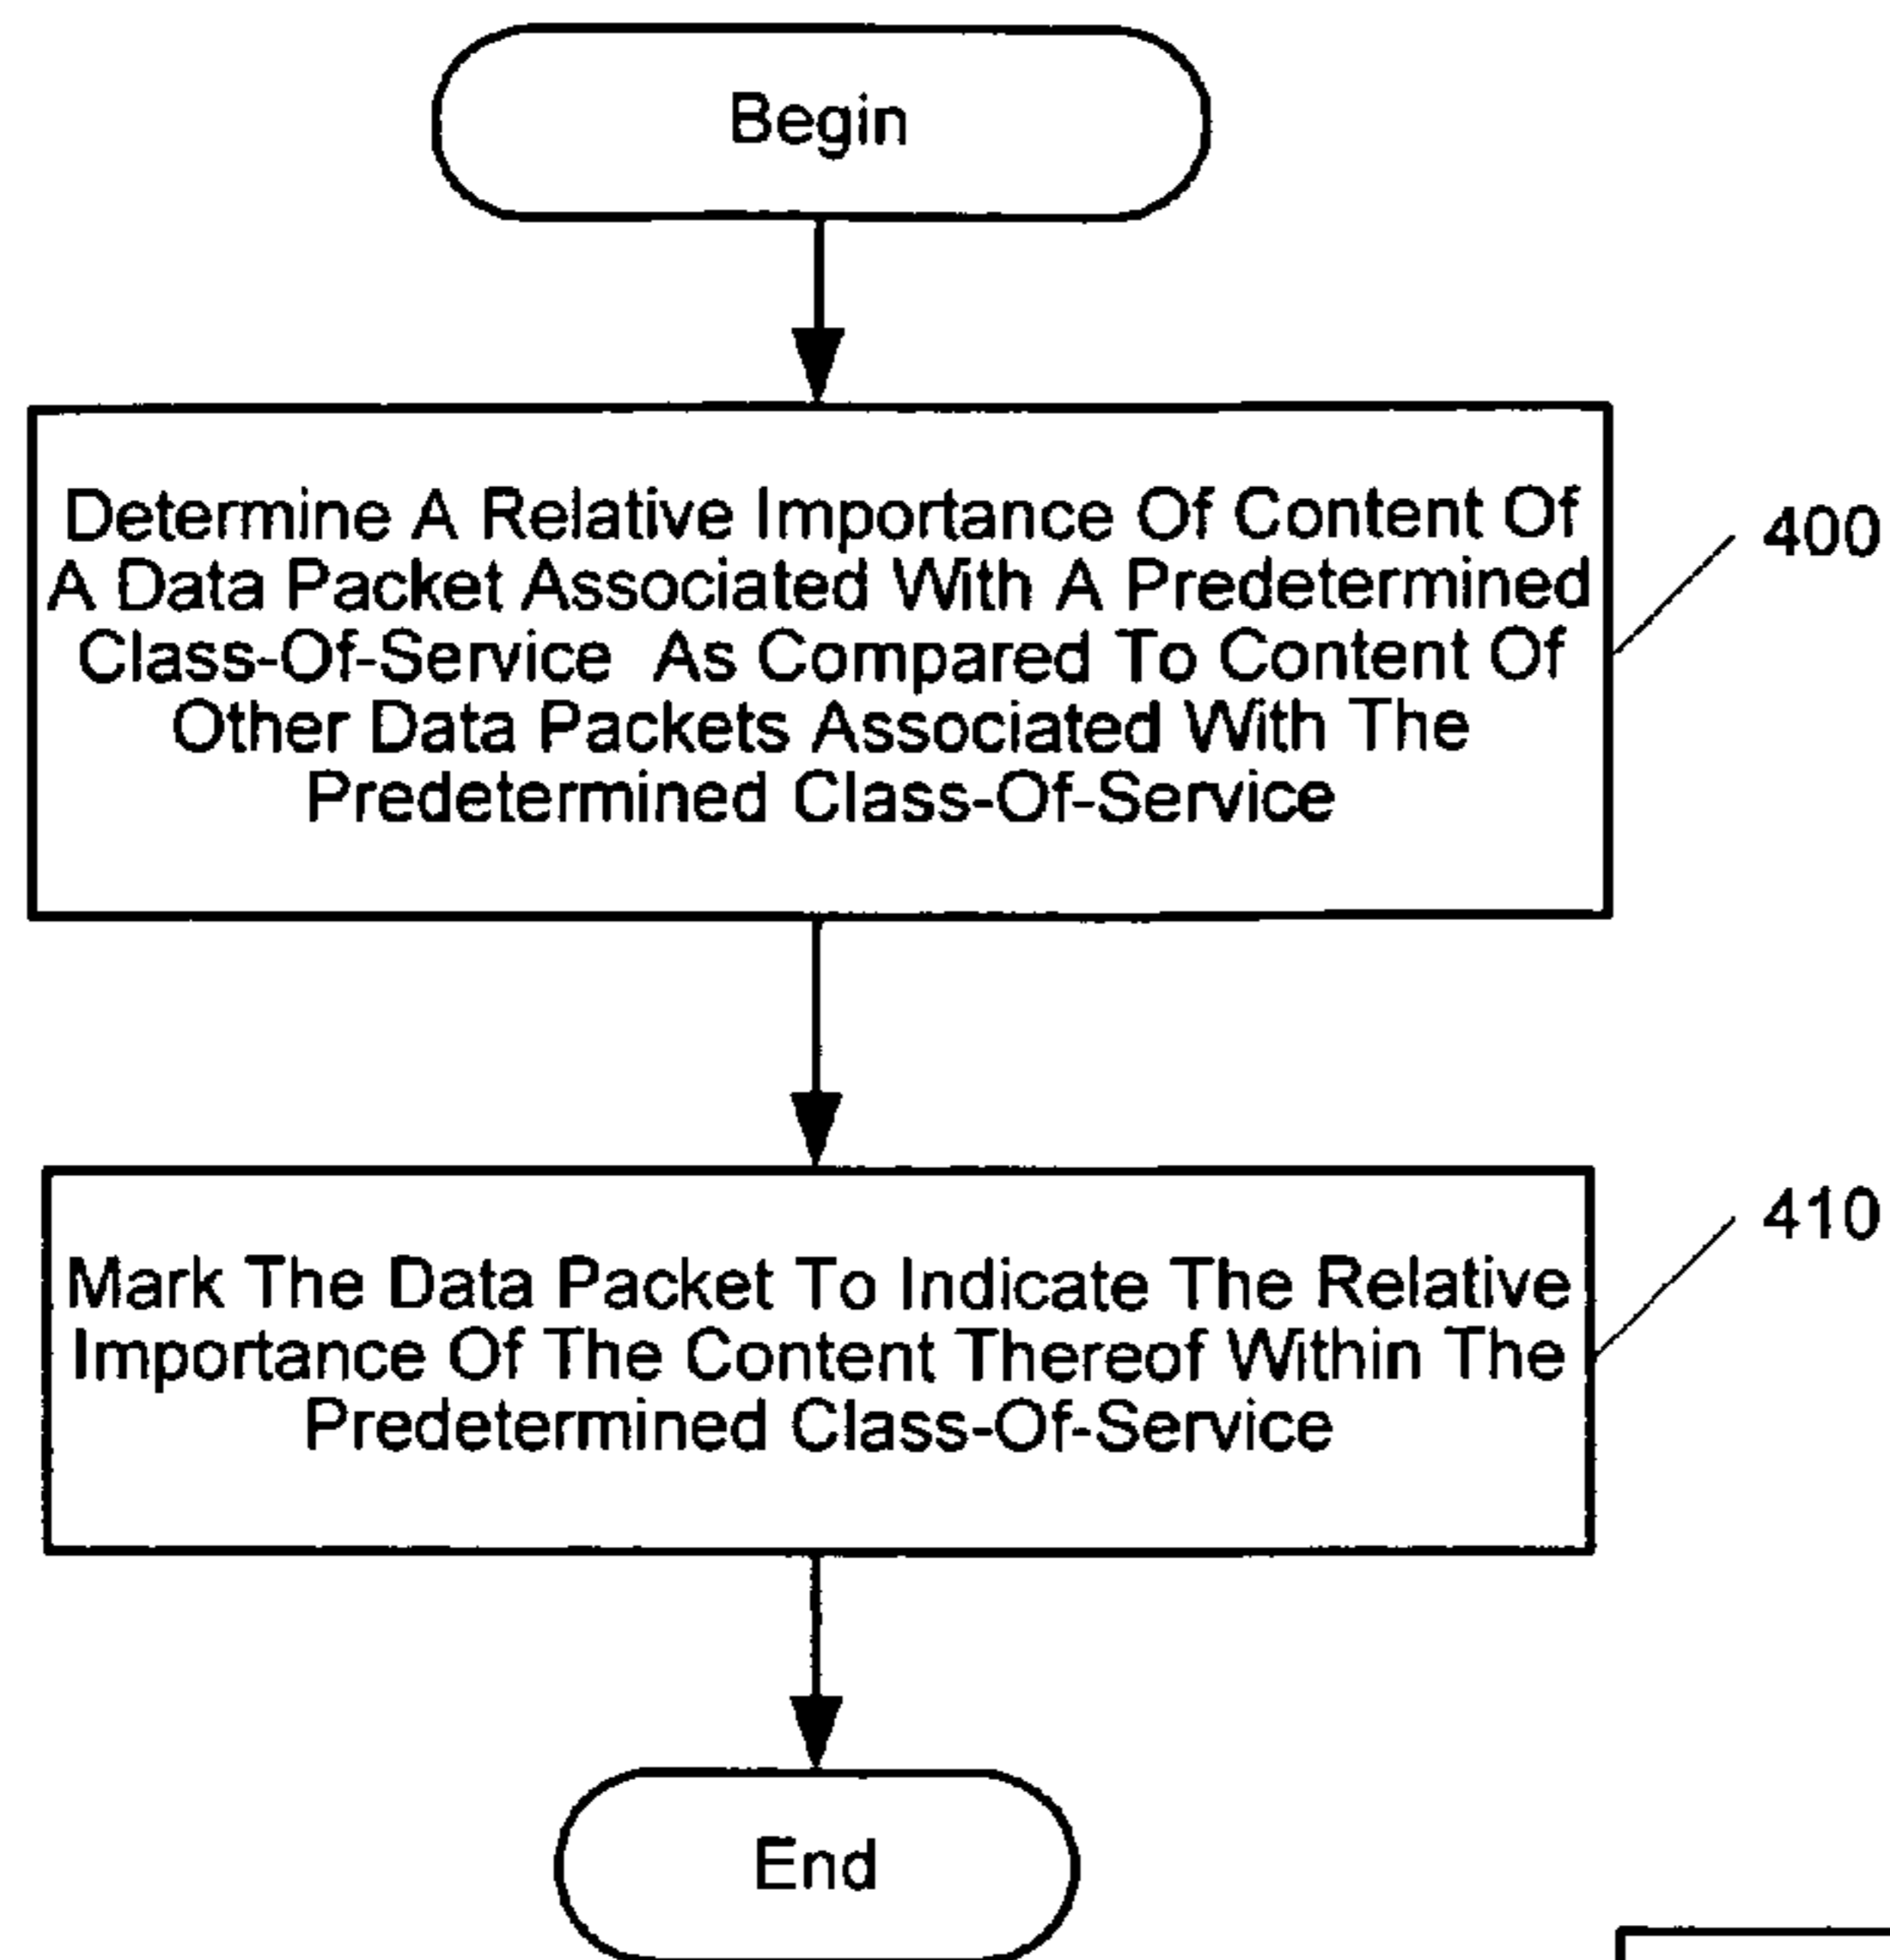 Begin
Determine A Relative Importance Of Content Of
A Data Packet Associated With A Predetermined
Class-Of-Service As Compared To Content Of
Other Data Packets Associated With The
Predetermined Class-Of-Service
400
Mark The Data Packet To Indicate The Relative
Importance Of The Content Thereof Within The
Predetermined Class-Of-Service
410
End